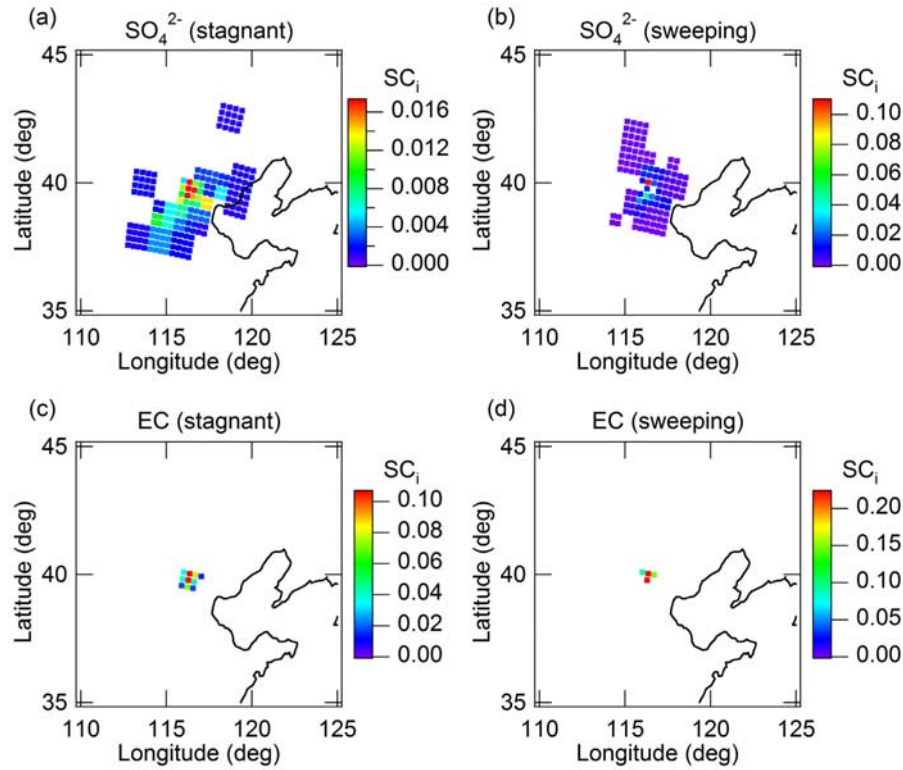 (a)
SO₄²⁻ (stagnant)
45
40
35
Latitude (deg)
110 115 120 125
Longitude (deg)
SCᵢ
0.016
0.012
0.008
0.004
0.000
(b)
SO₄²⁻ (sweeping)
45
40
35
Latitude (deg)
110 115 120 125
Longitude (deg)
SCᵢ
0.10
0.08
0.06
0.04
0.02
0.00
(c)
EC (stagnant)
45
40
35
Latitude (deg)
110 115 120 125
Longitude (deg)
SCᵢ
0.10
0.08
0.06
0.04
0.02
0.00
(d)
EC (sweeping)
45
40
35
Latitude (deg)
110 115 120 125
Longitude (deg)
SCᵢ
0.20
0.15
0.10
0.05
0.00